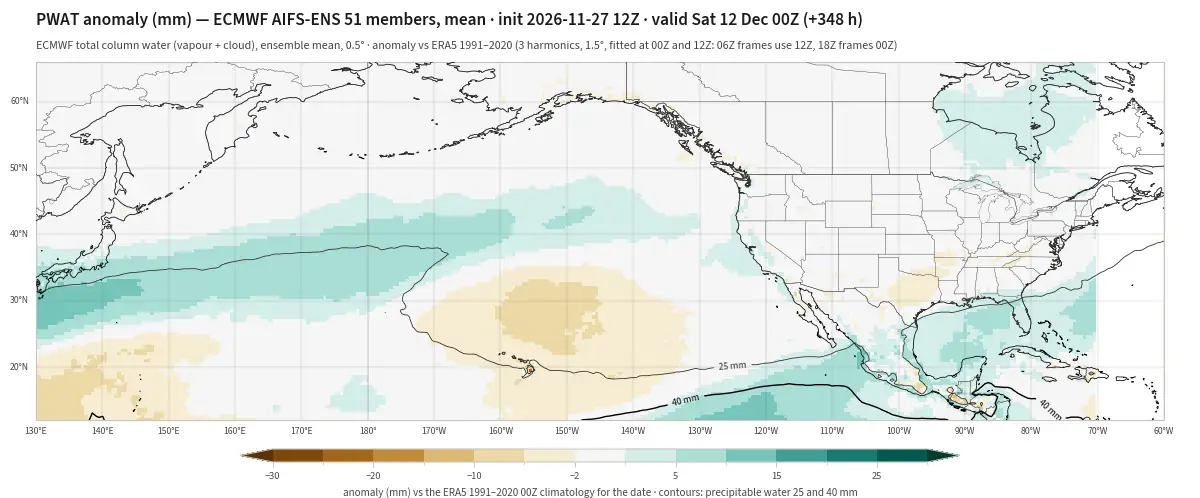 PWAT anomaly (mm) — ECMWF AIFS-ENS 51 members, mean · init 2026-11-27 12Z · valid Sat 12 Dec 00Z (+348 h)
ECMWF total column water (vapour + cloud), ensemble mean, 0.5° · anomaly vs ERA5 1991–2020 (3 harmonics, 1.5°, fitted at 00Z and 12Z: 06Z frames use 12Z, 18Z frames 00Z)
60°N
50°N
40°N
30°N
20°N
25 mm
40 mm
40 mm
130°E 140°E 150°E 160°E 170°E 180° 170°W 160°W 150°W 140°W 130°W 120°W 110°W 100°W 90°W 80°W 70°W 60°W
−30 −20 −10 −2 5 15 25
anomaly (mm) vs the ERA5 1991–2020 00Z climatology for the date · contours: precipitable water 25 and 40 mm